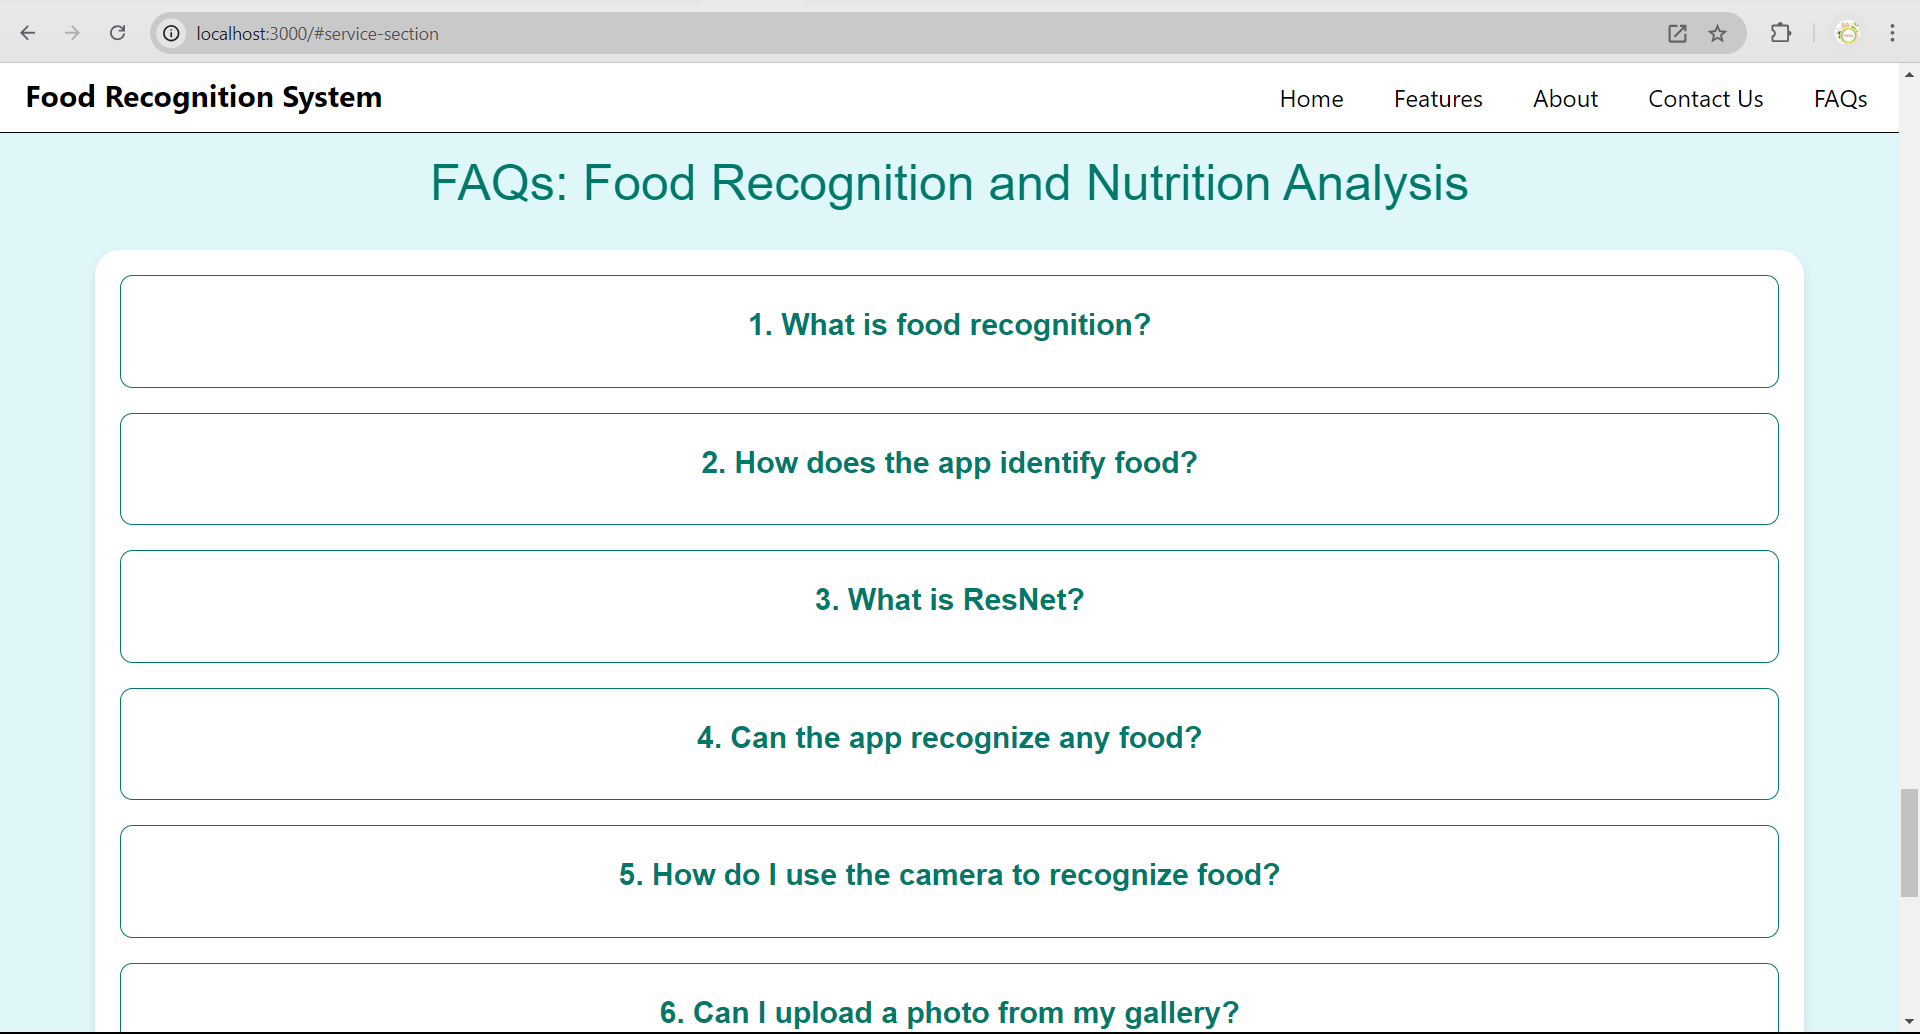 localhost:3000/#service-section
Food Recognition System
Home
Features
About
Contact Us
FAQs
FAQs: Food Recognition and Nutrition Analysis
1. What is food recognition?
2. How does the app identify food?
3. What is ResNet?
4. Can the app recognize any food?
5. How do I use the camera to recognize food?
6. Can I upload a photo from my gallery?